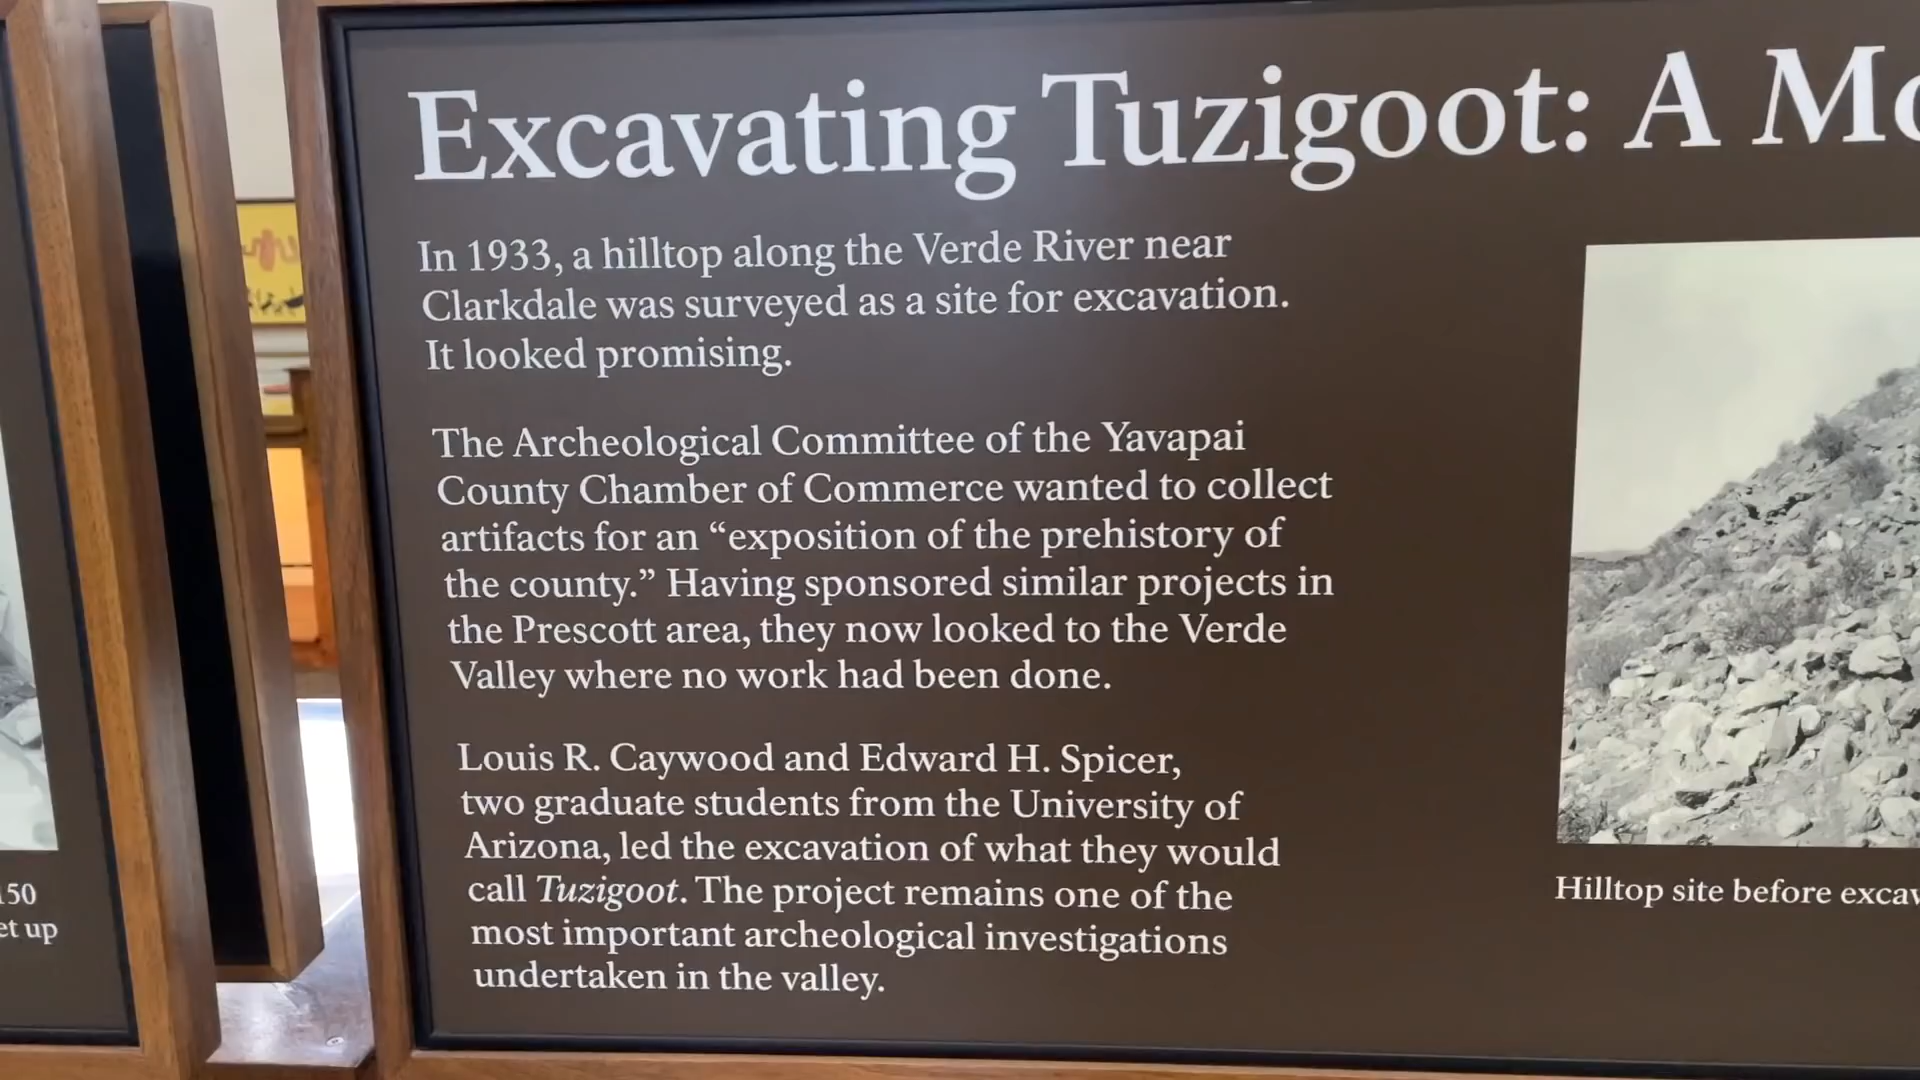 Excavating Tuzigoot: A
In 1933, a hilltop along the Verde River near
Clarkdale was surveyed as a site for excavation.
It looked promising.
The Archeological Committee of the Yavapai
County Chamber of Commerce wanted to collect
artifacts for an “exposition of the prehistory of
the county.” Having sponsored similar projects in
the Prescott area, they now looked to the Verde
Valley where no work had been done.
Louis R. Caywood and Edward H. Spicer,
two graduate students from the University of
Arizona, led the excavation of what they would
call Tuzigoot. The project remains one of the
most important archeological investigations
undertaken in the valley.
Hilltop site before
150
up